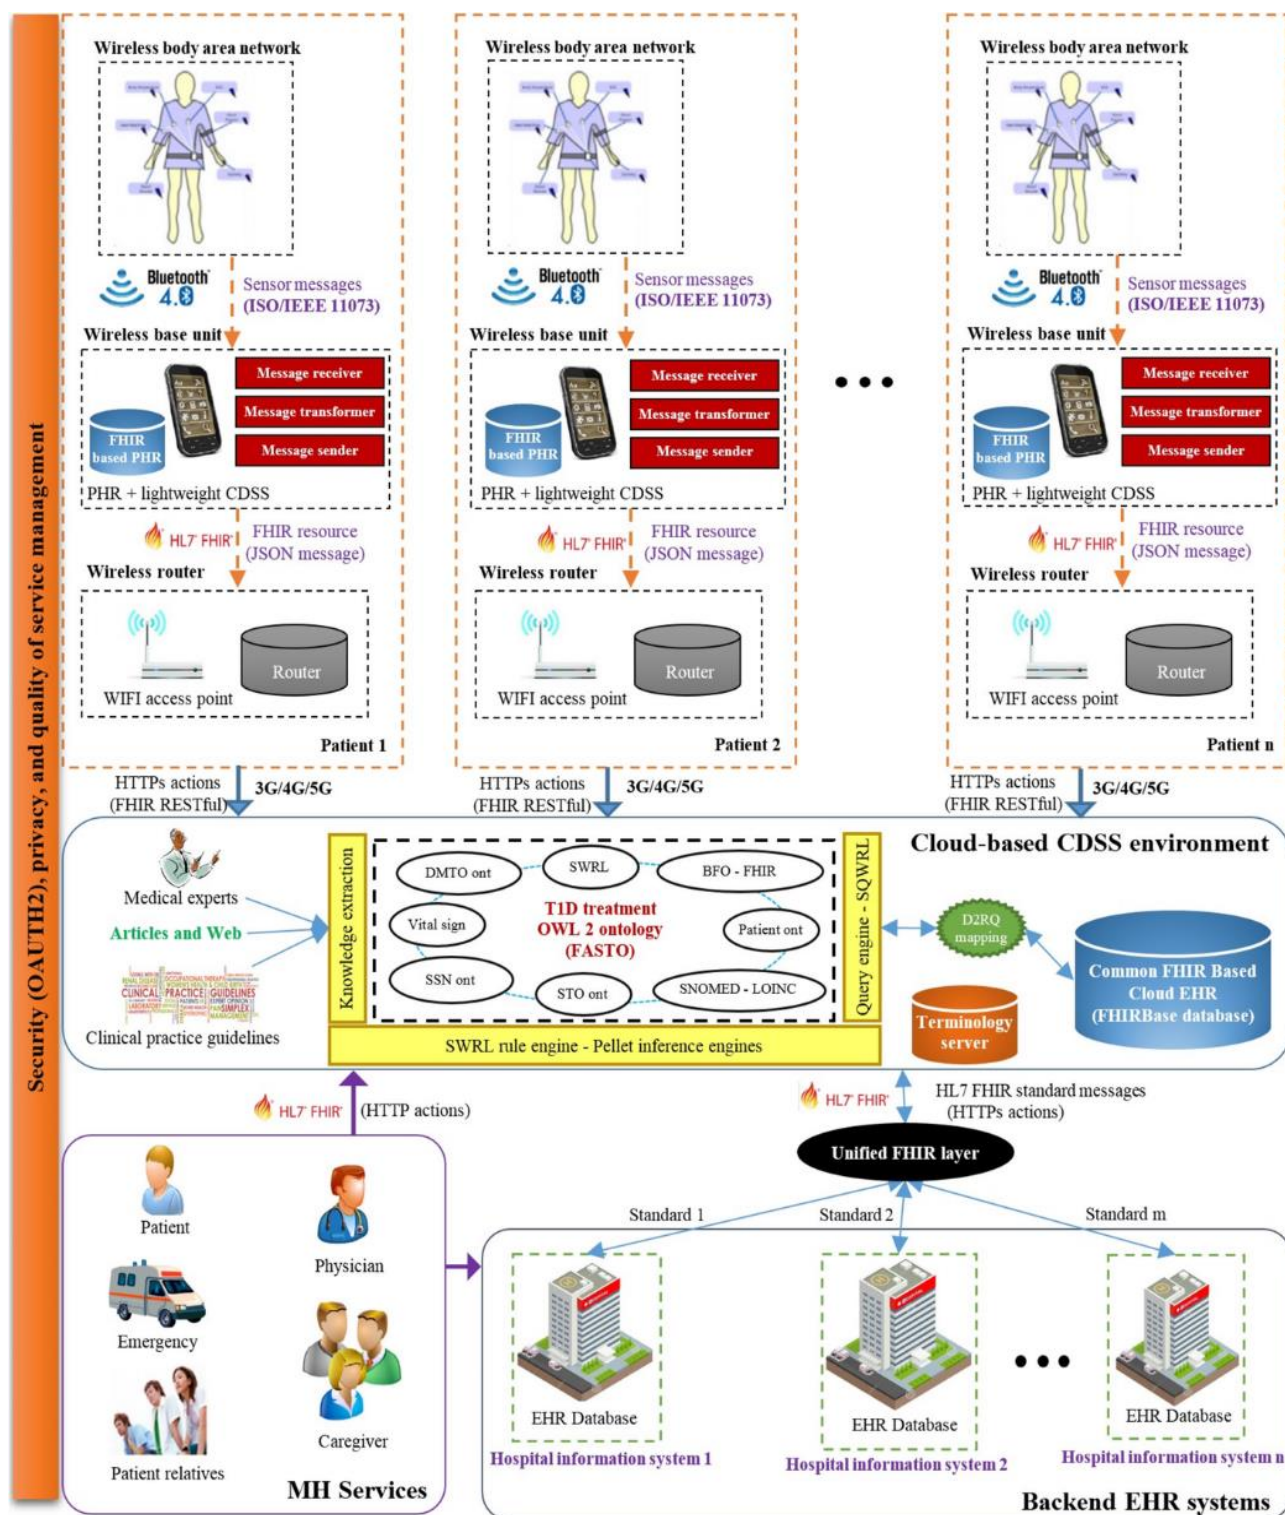 Security (OAUTH2), privacy, and quality of service management
Wireless body area network
Bluetooth
4.0
Sensor messages
(ISO/IEEE 11073)
Wireless base unit
Message receiver
Message transformer
Message sender
FHIR
based PHR
PHR + lightweight CDSS
HL7 FHIR
FHIR resource
(JSON message)
Wireless router
WIFI access point
Router
Patient 1
Wireless body area network
Bluetooth
4.0
Sensor messages
(ISO/IEEE 11073)
Wireless base unit
Message receiver
Message transformer
Message sender
FHIR
based PHR
PHR + lightweight CDSS
HL7 FHIR
FHIR resource
(JSON message)
Wireless router
WIFI access point
Router
Patient 2
Wireless body area network
Bluetooth
4.0
Sensor messages
(ISO/IEEE 11073)
Wireless base unit
Message receiver
Message transformer
Message sender
FHIR
based PHR
PHR + lightweight CDSS
HL7 FHIR
FHIR resource
(JSON message)
Wireless router
WIFI access point
Router
Patient n
HTTPs actions
(FHIR RESTful)
3G/4G/5G
HTTPs actions
(FHIR RESTful)
3G/4G/5G
HTTPs actions
(FHIR RESTful)
3G/4G/5G
Cloud-based CDSS environment
Medical experts
Articles and Web
CLINICAL PRACTICE GUIDELINES
Clinical practice guidelines
Knowledge extraction
DMTO ont
SWRL
BFO - FHIR
Vital sign
T1D treatment
OWL 2 ontology
(FASTO)
Patient ont
SSN ont
STO ont
SNOMED - LOINC
Query engine - SQWRL
SWRL rule engine - Pellet inference engines
D2RQ
mapping
Terminology
server
Common FHIR Based
Cloud EHR
(FHIRBase database)
HL7 FHIR
(HTTP actions)
HL7 FHIR
HL7 FHIR standard messages
(HTTPs actions)
Unified FHIR layer
Standard 1
Standard 2
Standard m
Patient
Physician
Emergency
Caregiver
Patient relatives
MH Services
EHR Database
Hospital information system 1
EHR Database
Hospital information system 2
EHR Database
Hospital information system n
Backend EHR systems